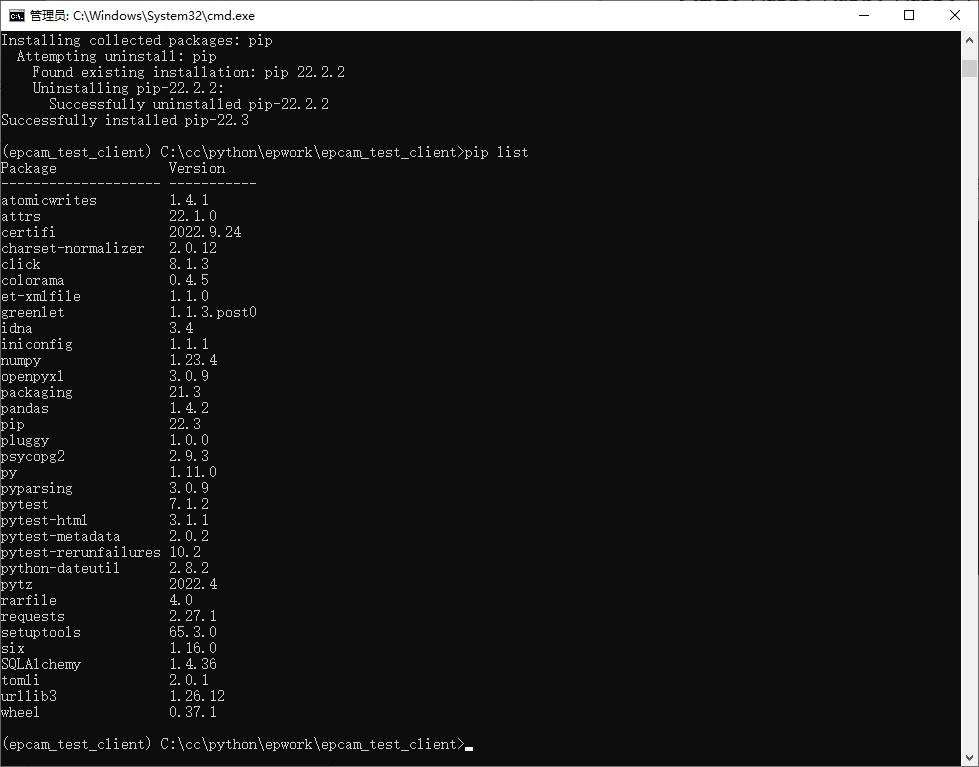 管理员: C:\Windows\System32\cmd.exe
Installing collected packages: pip
  Attempting uninstall: pip
    Found existing installation: pip 22.2.2
    Uninstalling pip-22.2.2:
      Successfully uninstalled pip-22.2.2
Successfully installed pip-22.3
(epcam_test_client) C:\cc\python\epwork\epcam_test_client>pip list
Package              Version
-------------------- -----------
atomicwrites         1.4.1
attrs                22.1.0
certifi              2022.9.24
charset-normalizer   2.0.12
click                8.1.3
colorama             0.4.5
et-xmlfile           1.1.0
greenlet             1.1.3.post0
idna                 3.4
iniconfig            1.1.1
numpy                1.23.4
openpyxl             3.0.9
packaging            21.3
pandas               1.4.2
pip                  22.3
pluggy               1.0.0
psycopg2             2.9.3
py                   1.11.0
pyparsing            3.0.9
pytest               7.1.2
pytest-html          3.1.1
pytest-metadata      2.0.2
pytest-rerunfailures 10.2
python-dateutil      2.8.2
pytz                 2022.4
rarfile              4.0
requests             2.27.1
setuptools           65.3.0
six                  1.16.0
SQLAlchemy           1.4.36
tomli                2.0.1
urllib3              1.26.12
wheel                0.37.1
(epcam_test_client) C:\cc\python\epwork\epcam_test_client>